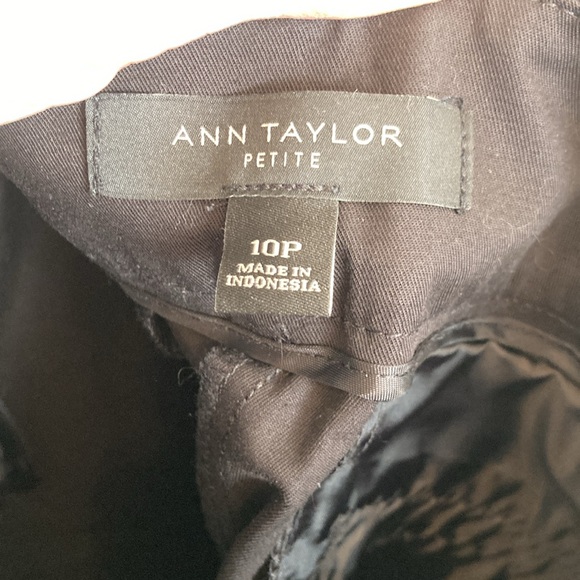 ANN TAYLOR
PETITE
10P
MADE IN
INDONESIA